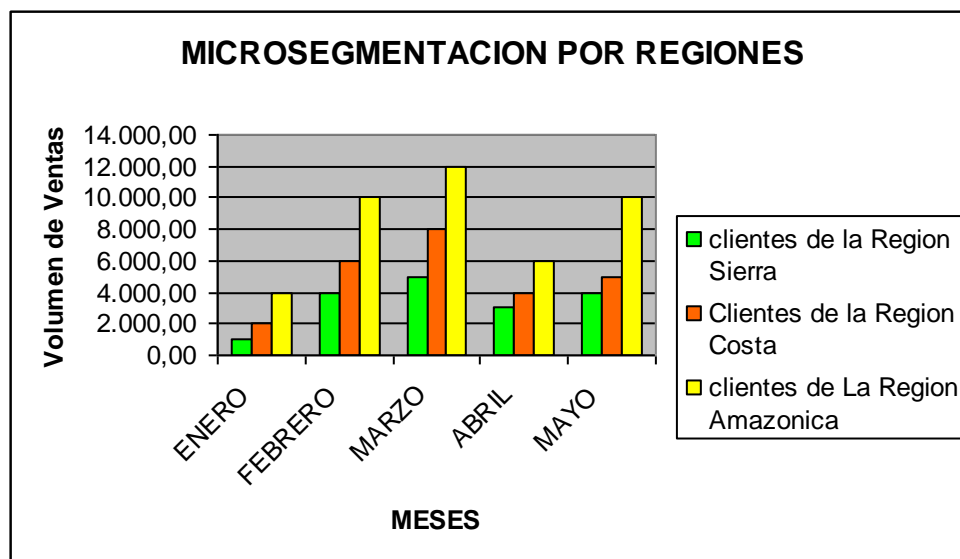 MICROSEGMENTACION POR REGIONES
Volumen de Ventas
14.000,00
12.000,00
10.000,00
8.000,00
6.000,00
4.000,00
2.000,00
0,00
ENERO
FEBRERO
MARZO
ABRIL
MAYO
MESES
clientes de la Region
Sierra
Clientes de la Region
Costa
clientes de La Region
Amazonica